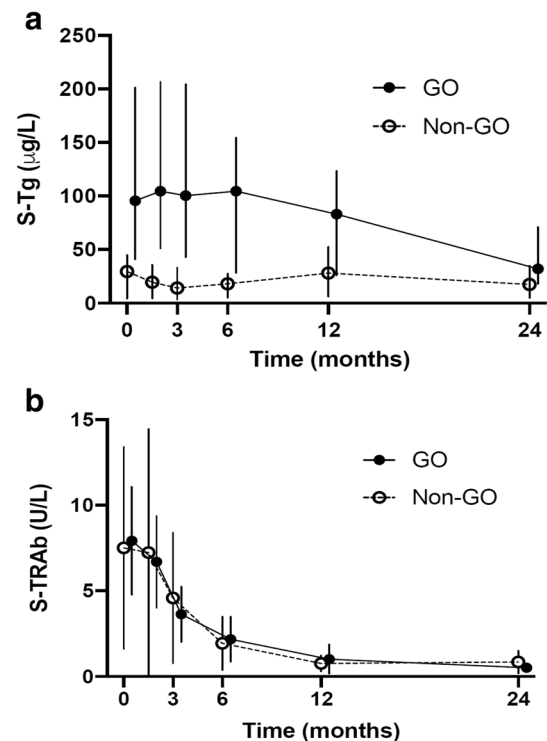 a
250
200
150
100
50
0
S-Tg (µg/L)
GO
Non-GO
0 3 6 12 24
Time (months)
b
15
10
5
0
S-TRAb (U/L)
GO
Non-GO
0 3 6 12 24
Time (months)